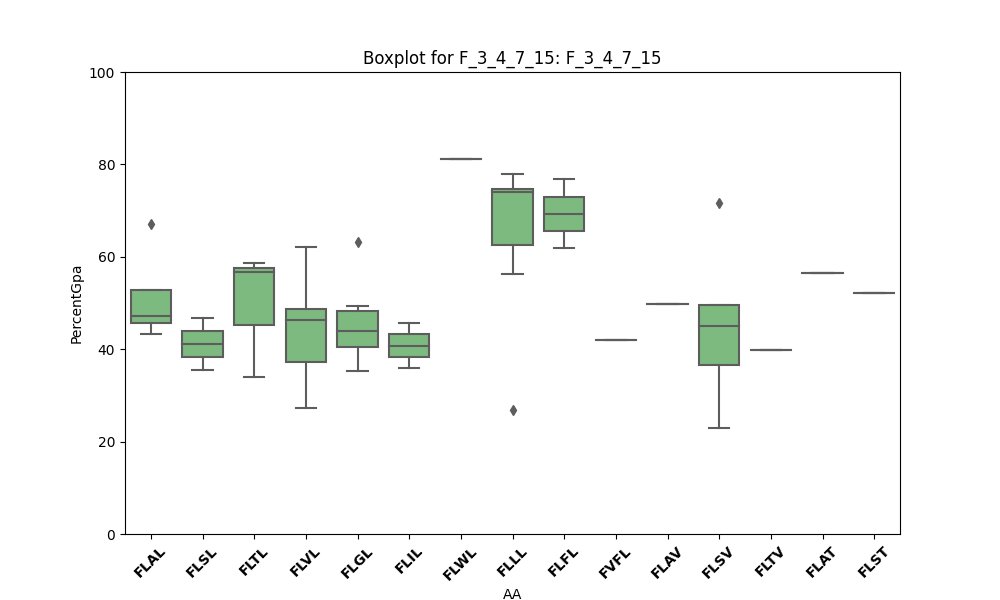 Boxplot for F_3_4_7_15: F_3_4_7_15
100
80
60
40
20
0
PercentGpa
FLAL FLSL FLTL FLVL FLGL FLIL FLWL FLLL FLFL FVFL FLAV FLSV FLTV FLAT FLST
AA